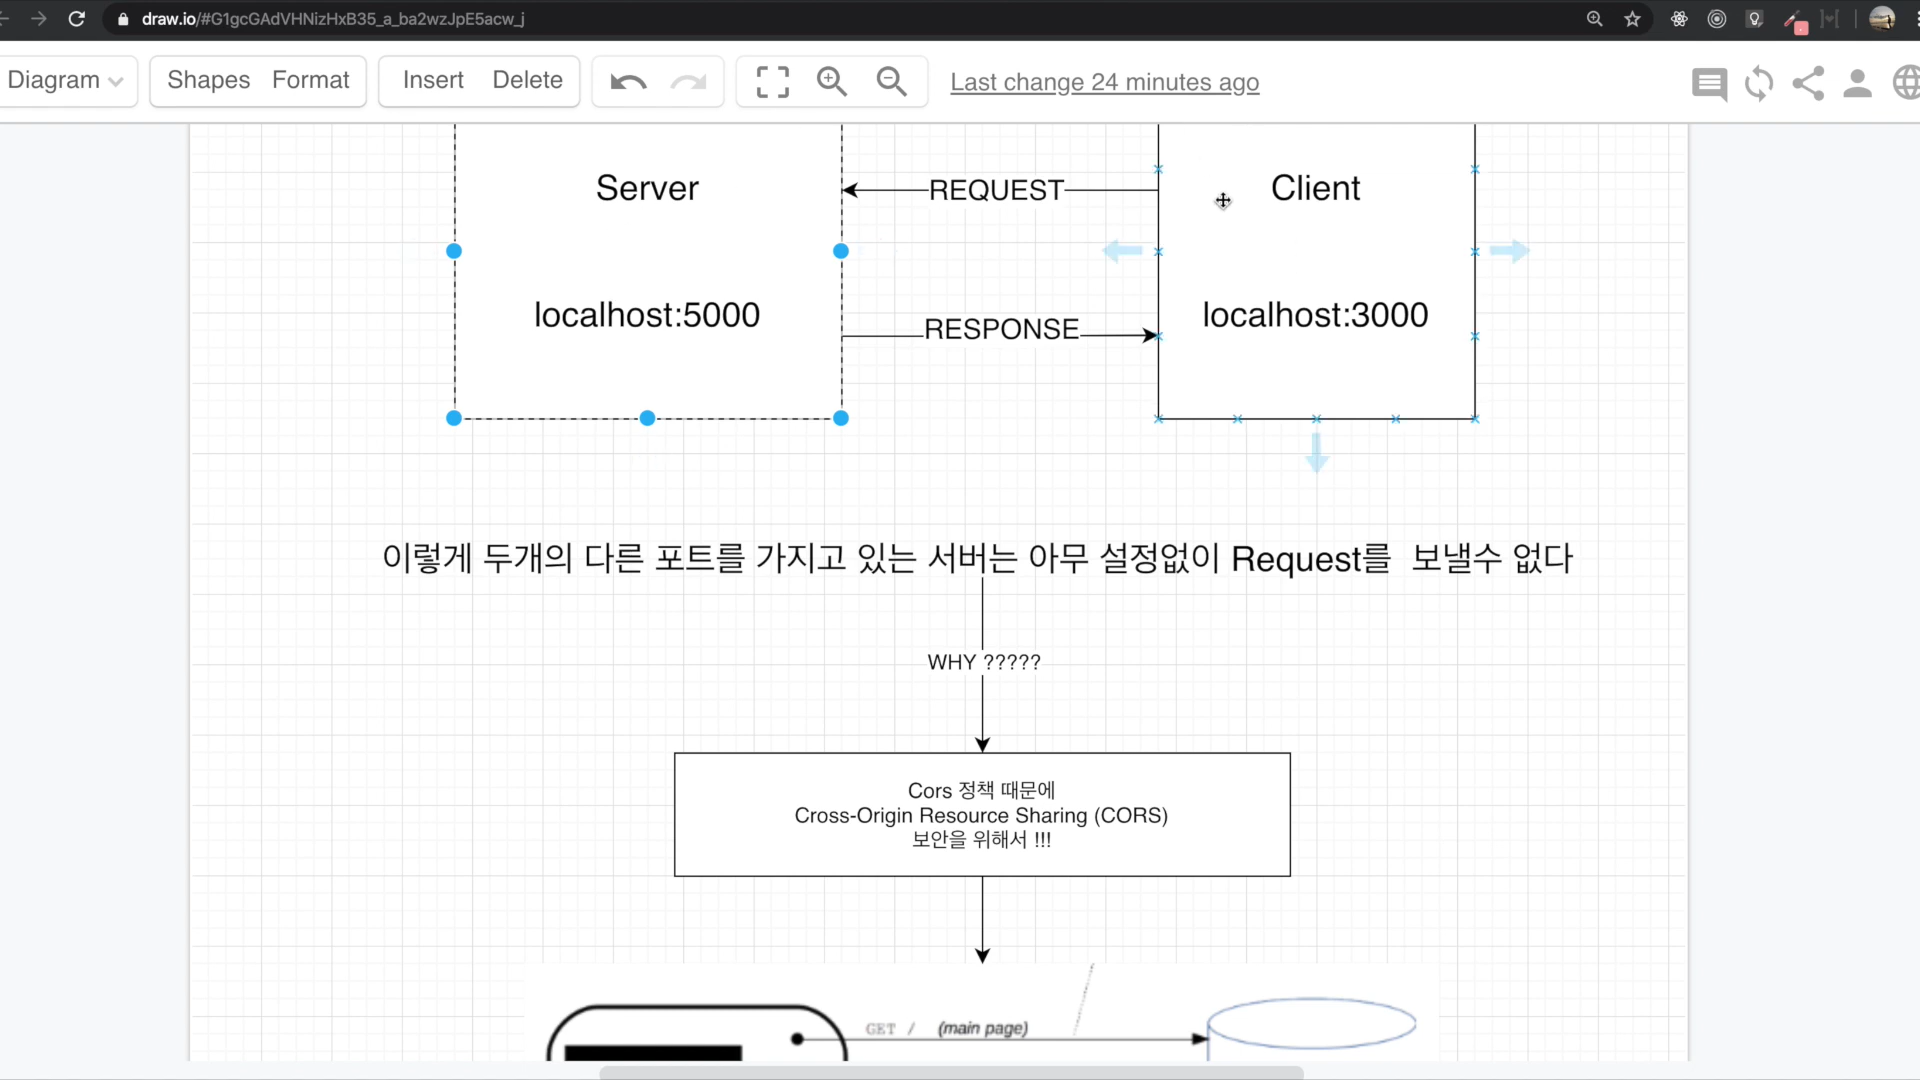 draw.io/#G1gcGAdVHNizHxB35_a_ba2wzJpE5acw_j
Diagram Shapes Format Insert Delete Last change 24 minutes ago
Server REQUEST Client
localhost:5000 RESPONSE localhost:3000
이렇게 두개의 다른 포트를 가지고 있는 서버는 아무 설정없이 Request를 보낼수 없다
WHY ?????
Cors 정책 때문에
Cross-Origin Resource Sharing (CORS)
보안을 위해서 !!!
GET / (main page)